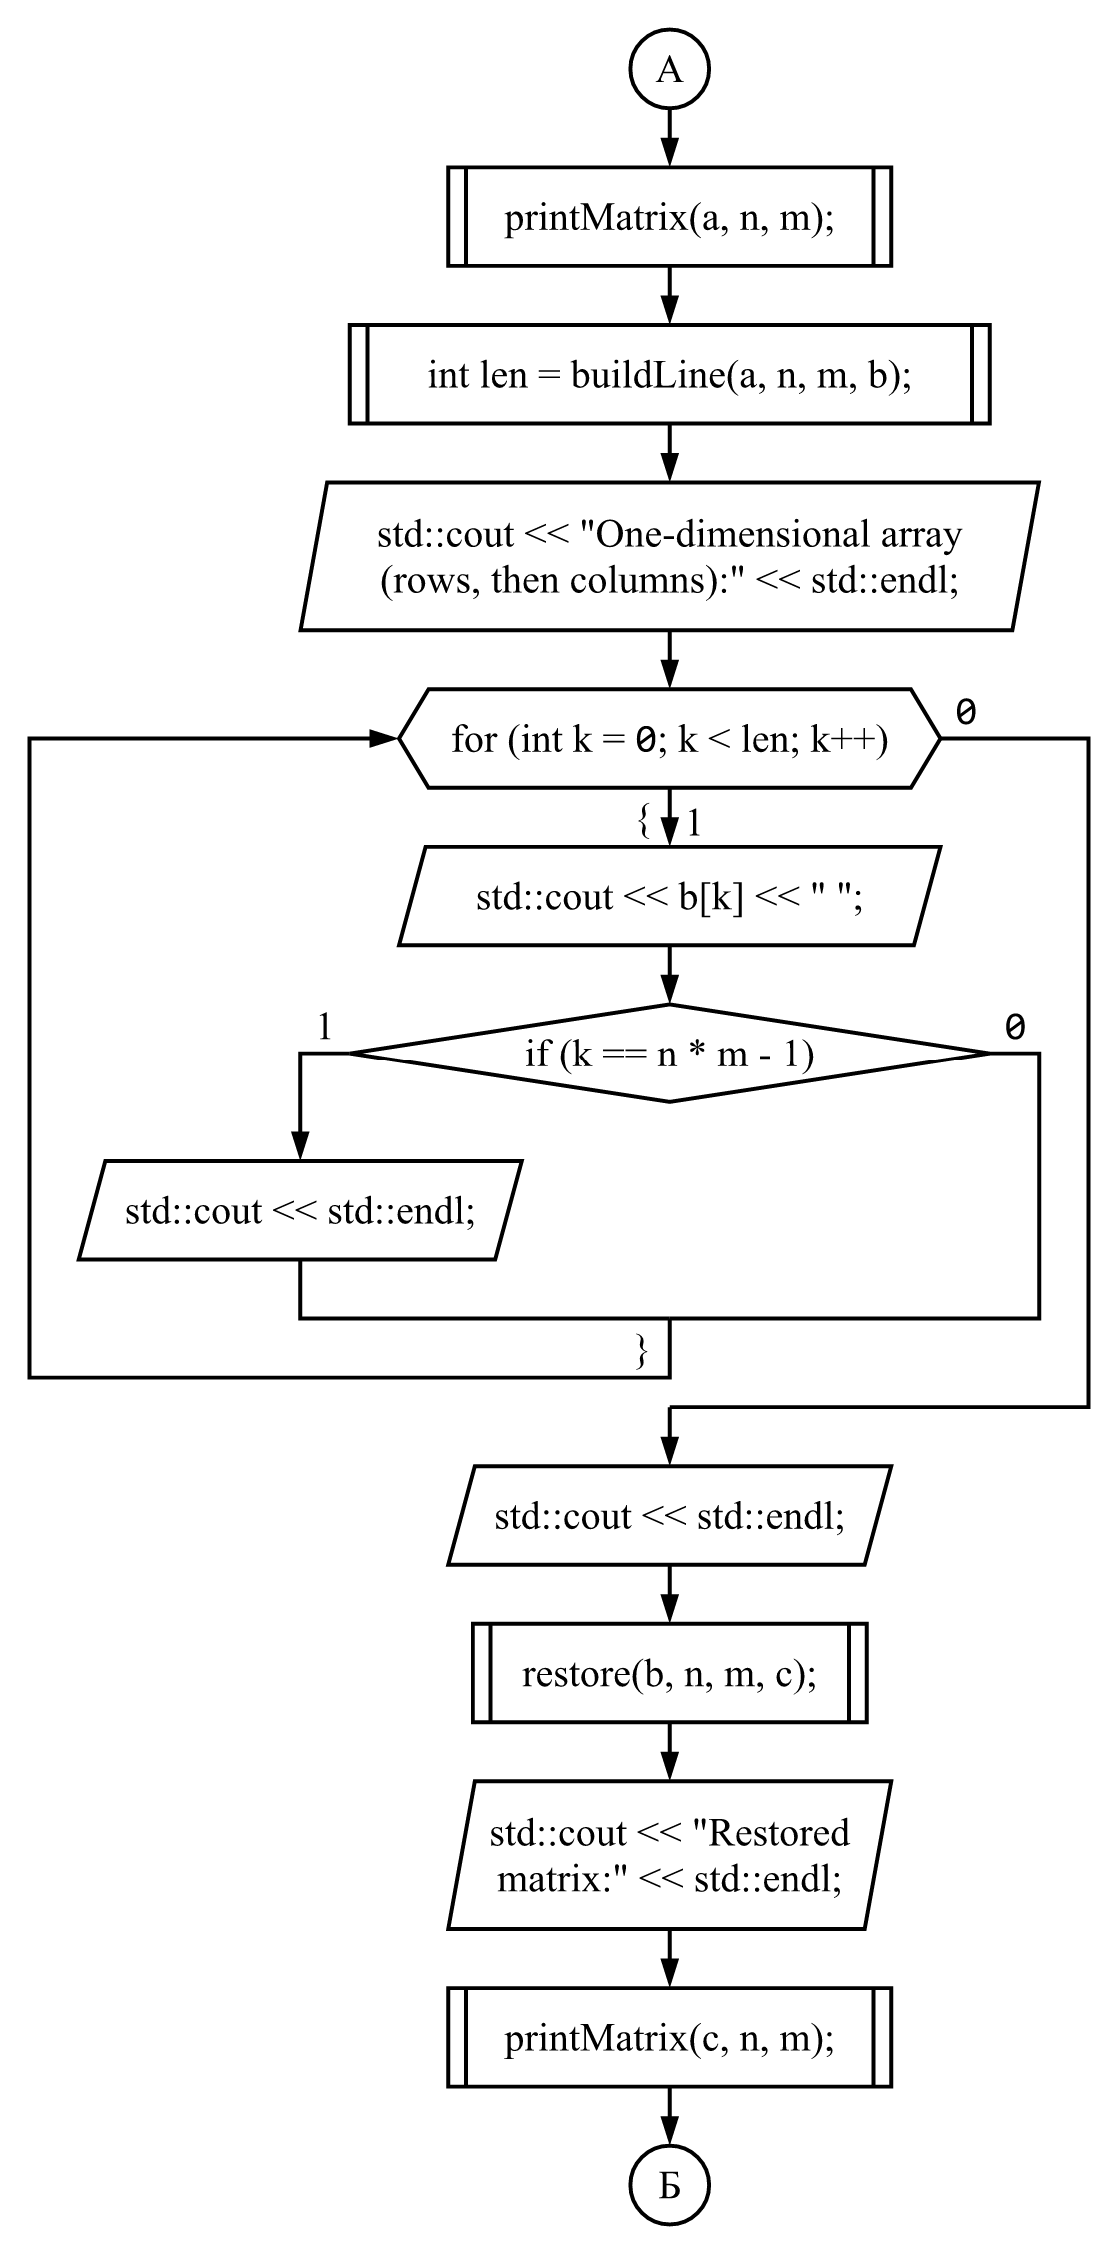 А
printMatrix(a, n, m);
int len = buildLine(a, n, m, b);
std::cout << "One-dimensional array
(rows, then columns):" << std::endl;
0
for (int k = 0; k < len; k++)
{ 1
std::cout << b[k] << " ";
1
0
if (k == n * m - 1)
std::cout << std::endl;
}
std::cout << std::endl;
restore(b, n, m, c);
std::cout << "Restored
matrix:" << std::endl;
printMatrix(c, n, m);
Б